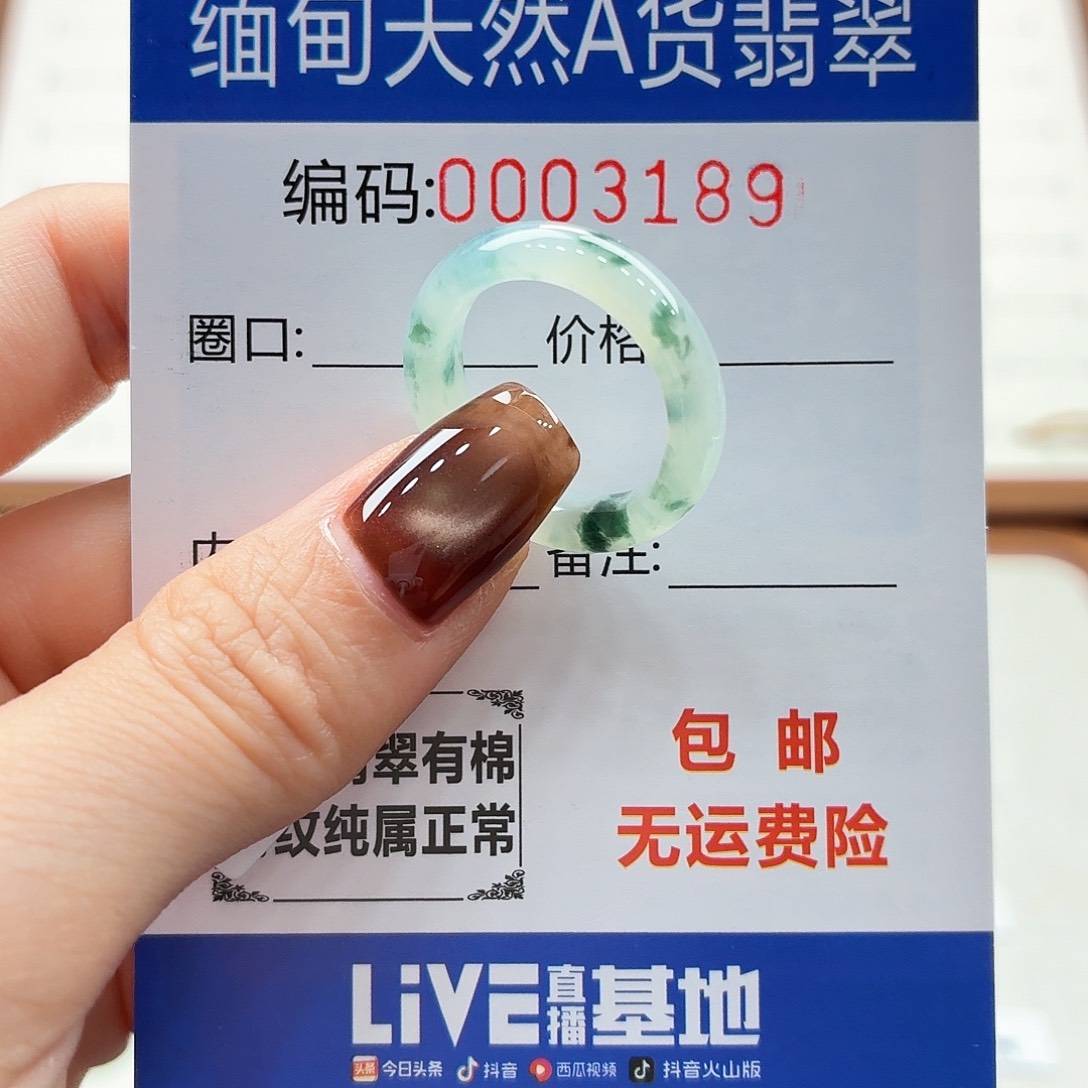 缅甸天然A货翡翠
编码:0003189
圈口: 价格
备注:
翠有棉
纹纯属正常
包 邮
无运费险
LiVE直播基地
头条 今日头条 抖音 西瓜视频 抖音火山版